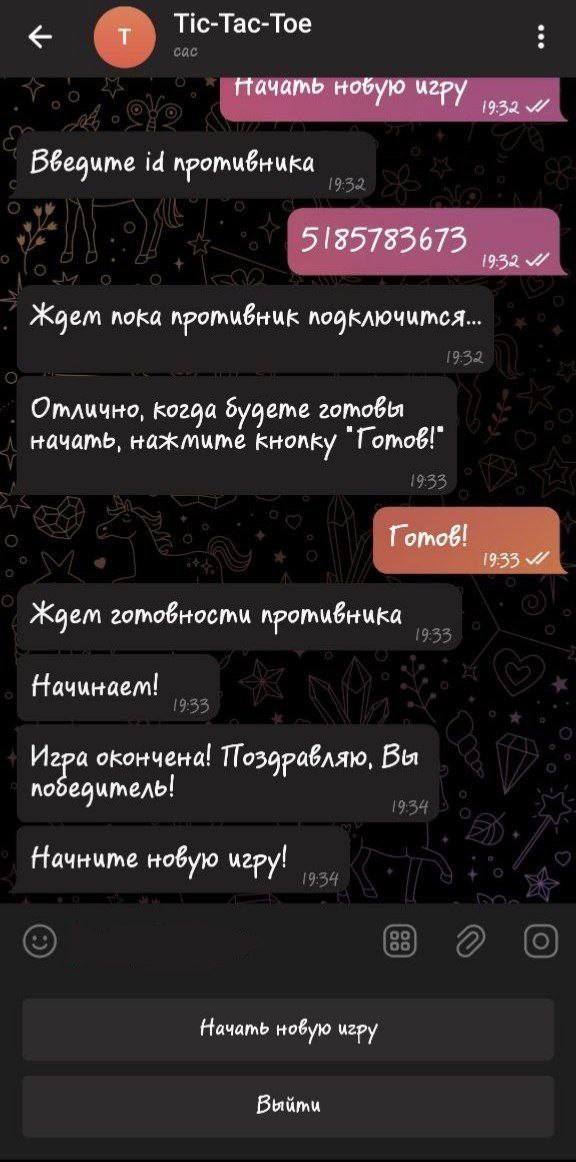 Tic-Tac-Toe
сас
Начать новую игру
19:32
Введите id противника
19:32
5185783673
19:32
Ждем пока противник подключится...
19:32
Отлично, когда будете готовы
начать, нажмите кнопку "Готов!"
19:33
Готов!
19:33
Ждем готовности противника
19:33
Начинаем!
19:33
Игра окончена! Поздравляю, Вы
победитель!
19:34
Начните новую игру!
19:34
Начать новую игру
Выйти